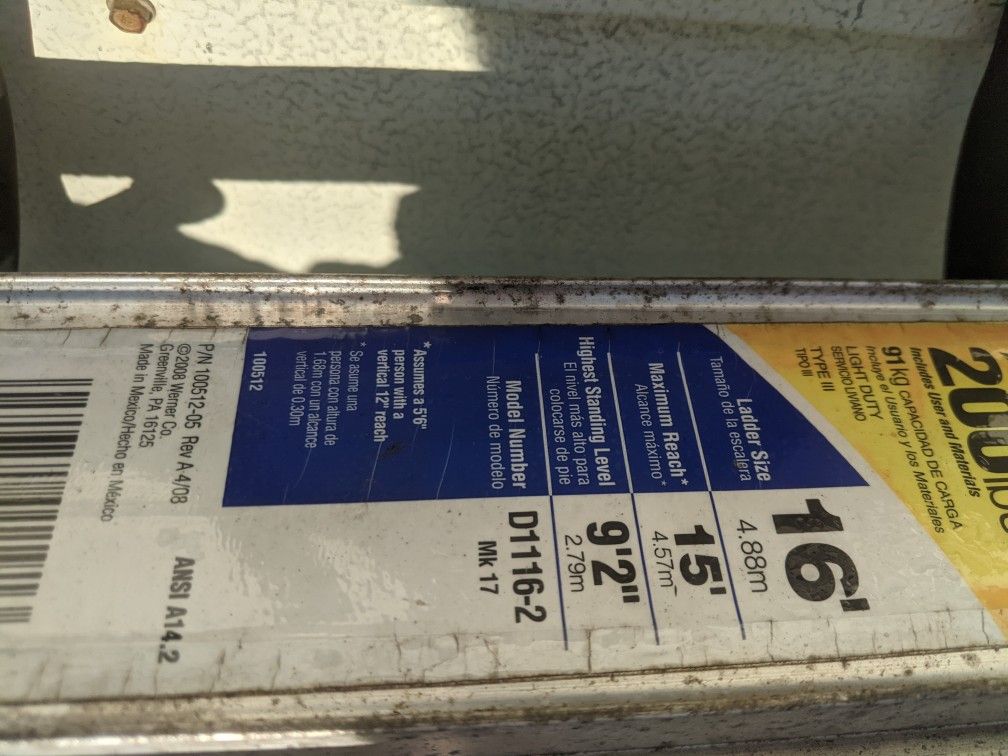 200
Includes User and Materials
91kg CAPACIDAD DE CARGA
Incluye el Usuario y los Materiales
LIGHT DUTY
SERVICIO LIVIANO
TYPE III
TIPO III
Ladder Size 16'
Tamaño de la escalera 4.88m
Maximum Reach* 15'
Alcance máximo* 4.57m
Highest Standing Level 9'2"
El nivel más alto para 2.79m
colocarse de pie
Model Number D1116-2
Número de modelo Mk 17
*Assumes a 5'6"
person with a
vertical 12" reach
* Se asume una
persona con altura de
1.68m con un alcance
vertical de 0.30m
100512
P/N 100512-05 Rev A 4/08 ANSI A14.2
©2008 Werner Co.
Greenville, PA 16125
Made in Mexico/Hecho en México